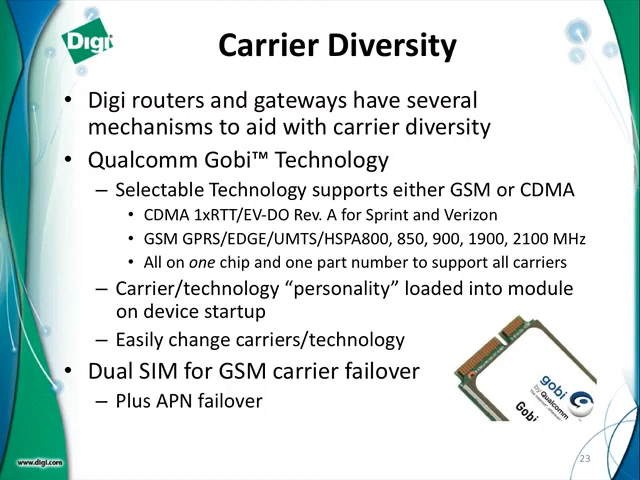 Digi
Carrier Diversity
• Digi routers and gateways have several
mechanisms to aid with carrier diversity
• Qualcomm Gobi™ Technology
– Selectable Technology supports either GSM or CDMA
• CDMA 1xRTT/EV-DO Rev. A for Sprint and Verizon
• GSM GPRS/EDGE/UMTS/HSPA800, 850, 900, 1900, 2100 MHz
• All on one chip and one part number to support all carriers
– Carrier/technology “personality” loaded into module
on device startup
– Easily change carriers/technology
• Dual SIM for GSM carrier failover
– Plus APN failover
gobi
by Qualcomm
Gobi
www.digi.com
23